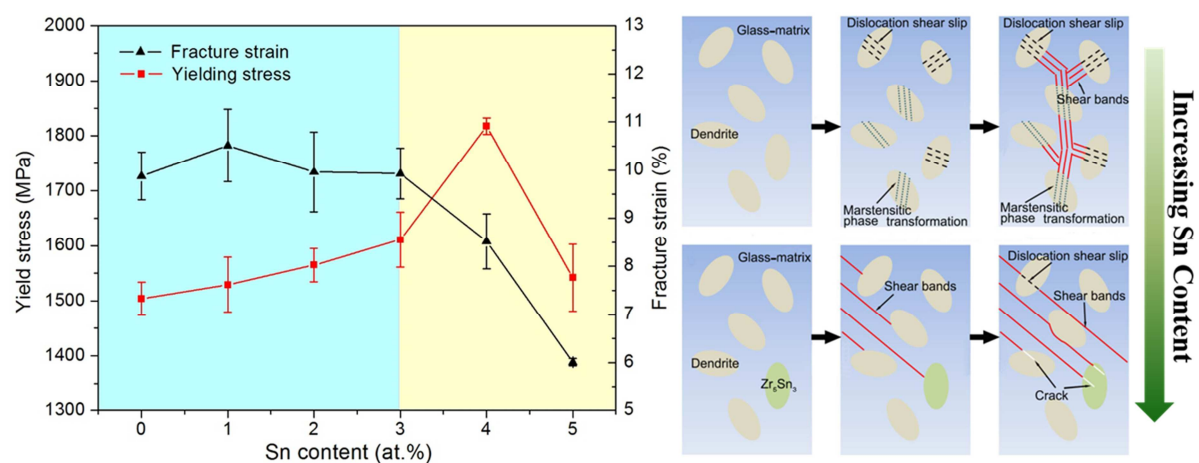 2000
1900
1800
1700
1600
1500
1400
1300
Yield stress (MPa)
Fracture strain
Yielding stress
0
1
2
3
4
5
Sn content (at.%)
13
12
11
10
9
8
7
6
5
Fracture strain (%)
Glass-matrix
Dendrite
Dislocation shear slip
Marstensitic
phase transformation
Dislocation shear slip
Shear bands
Marstensitic
phase transformation
Glass-matrix
Dendrite
Zr5Sn3
Shear bands
Dislocation shear slip
Shear bands
Crack
Increasing Sn Content